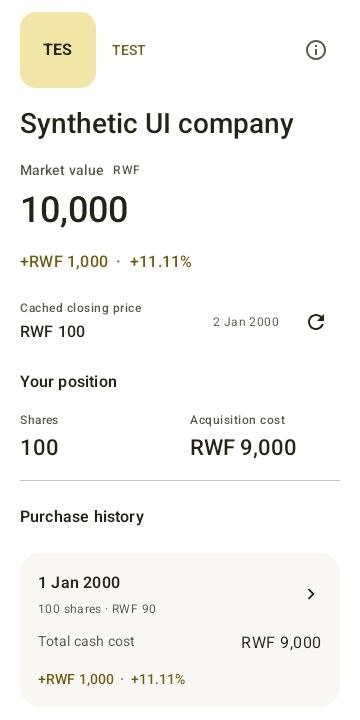 TES
TEST
Synthetic UI company
Market value RWF
10,000
+RWF 1,000 · +11.11%
Cached closing price
RWF 100
2 Jan 2000
Your position
Shares
100
Acquisition cost
RWF 9,000
Purchase history
1 Jan 2000
100 shares · RWF 90
Total cash cost
RWF 9,000
+RWF 1,000 · +11.11%